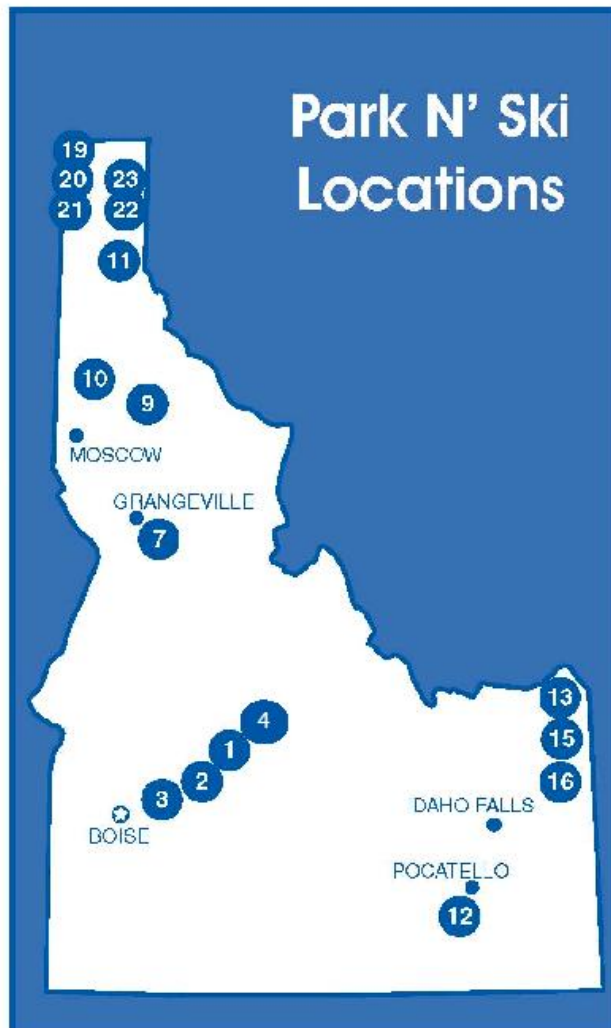 Park N' Ski
Locations
19
20 23
21 22
11
10
9
MOSCOW
GRANGEVILLE
7
13
4
15
1
2
16
3
DAHO FALLS
BOISE
POCATELLO
12